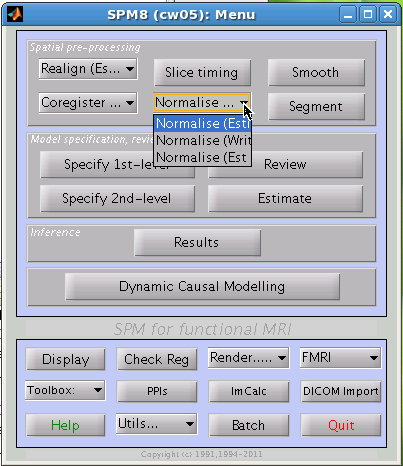 SPM8 (cw05): Menu
Spatial pre-processing
Realign (Es...
Slice timing
Smooth
Coregister ...
Normalise ...
Segment
Normalise (Esti
Normalise (Writ
Normalise (Est
Model specification, revie
Specify 1st-level
Review
Specify 2nd-level
Estimate
Inference
Results
Dynamic Causal Modelling
SPM for functional MRI
Display
Check Reg
Render.....
FMRI
Toolbox:
PPIs
ImCalc
DICOM Import
Help
Utils...
Batch
Quit
Copyright (c) 1991,1994-2011